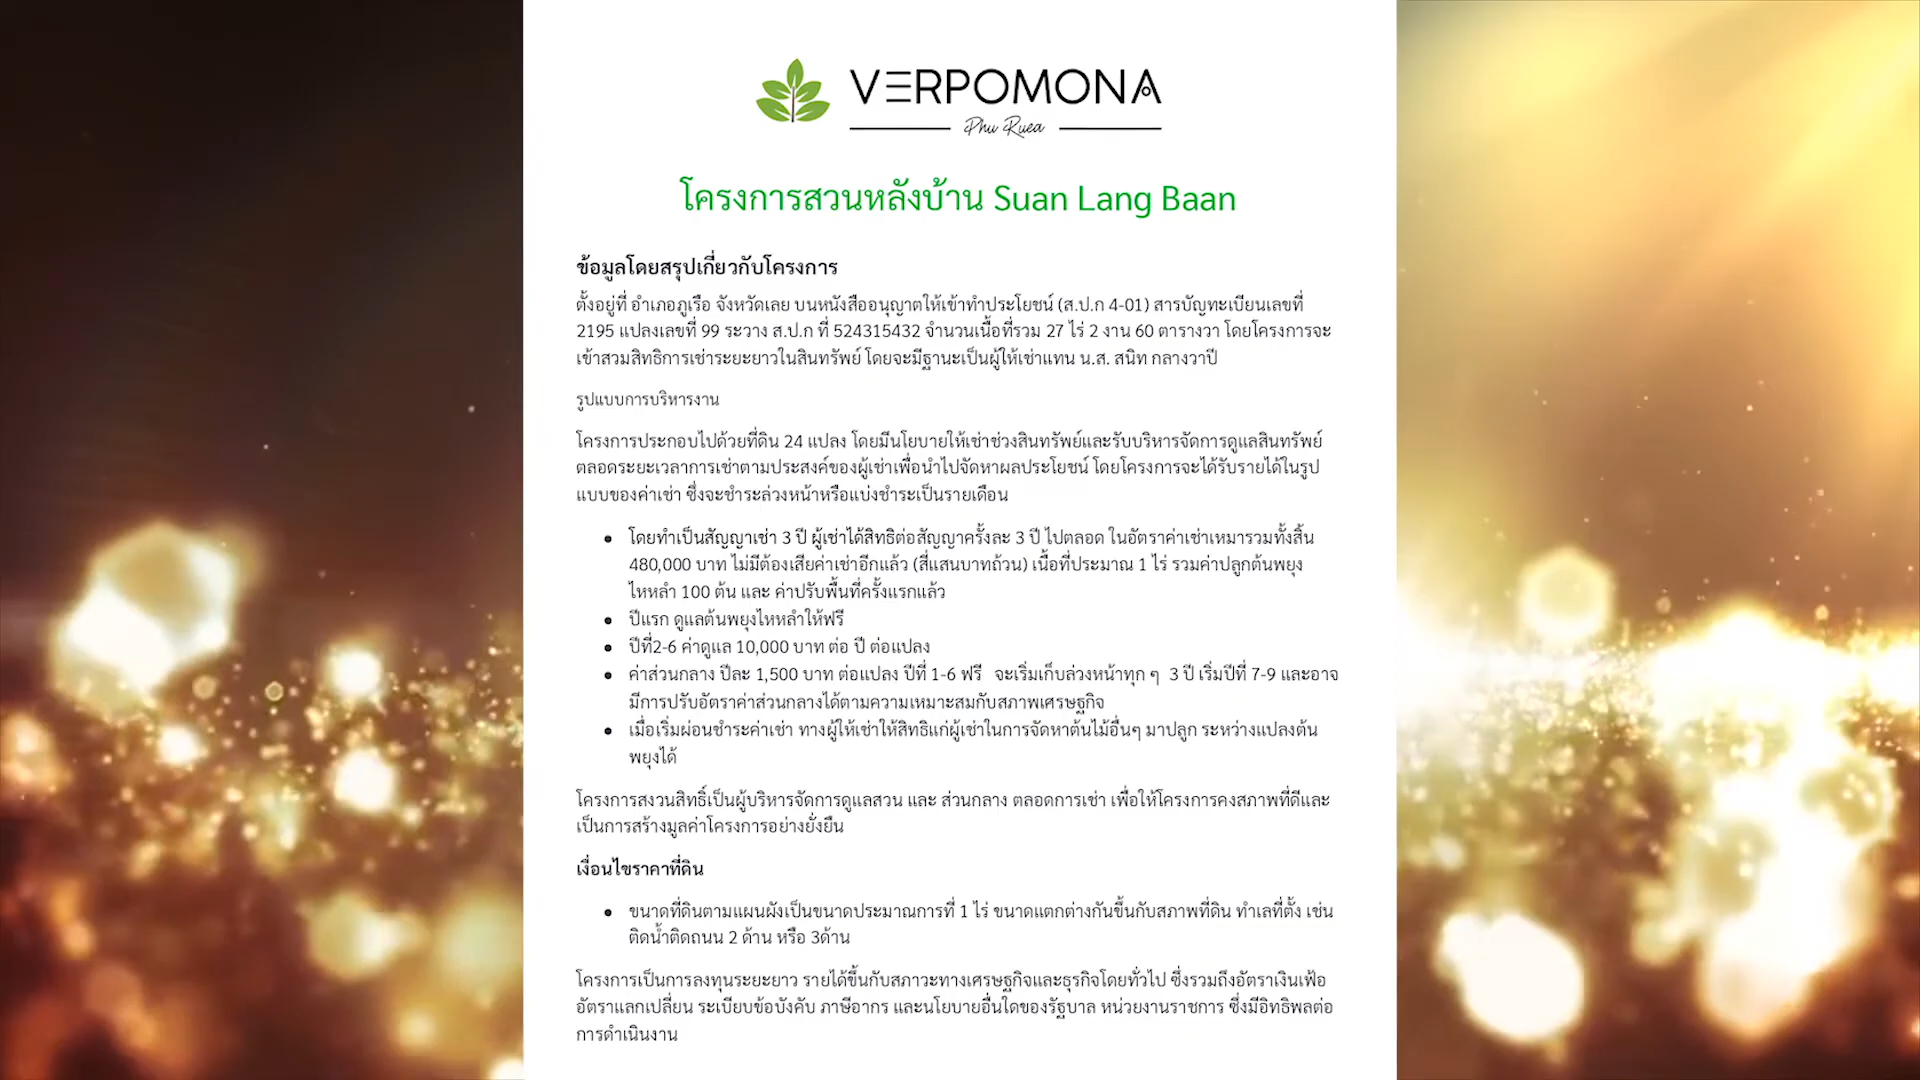 VERPOMONA
Phu Ruea
โครงการสวนหลังบ้าน Suan Lang Baan
ข้อมูลโดยสรุปเกี่ยวกับโครงการ
ตั้งอยู่ที่ อำเภอภูเรือ จังหวัดเลย บนหนังสืออนุญาตให้เข้าทำประโยชน์ (ส.ป.ก 4-01) สารบัญทะเบียนเลขที่
2195 แปลงเลขที่ 99 ระวาง ส.ป.ก ที่ 524315432 จำนวนเนื้อที่รวม 27 ไร่ 2 งาน 60 ตารางวา โดยโครงการจะ
เข้าสวมสิทธิการเช่าระยะยาวในสินทรัพย์ โดยจะมีฐานะเป็นผู้ให้เช่าแทน น.ส. สนิท กลางวาปี
รูปแบบการบริหารงาน
โครงการประกอบไปด้วยที่ดิน 24 แปลง โดยมีนโยบายให้เช่าช่วงสินทรัพย์และรับบริหารจัดการดูแลสินทรัพย์
ตลอดระยะเวลาการเช่าตามประสงค์ของผู้เช่าเพื่อนำไปจัดหาผลประโยชน์ โดยโครงการจะได้รับรายได้ในรูป
แบบของค่าเช่า ซึ่งจะชำระล่วงหน้าหรือแบ่งชำระเป็นรายเดือน
• โดยทำเป็นสัญญาเช่า 3 ปี ผู้เช่าได้สิทธิต่อสัญญาครั้งละ 3 ปี ไปตลอด ในอัตราค่าเช่าเหมารวมทั้งสิ้น
480,000 บาท ไม่มีต้องเสียค่าเช่าอีกแล้ว (สี่แสนบาทถ้วน) เนื้อที่ประมาณ 1 ไร่ รวมค่าปลูกต้นพยุง
ไหหลำ 100 ต้น และ ค่าปรับพื้นที่ครั้งแรกแล้ว
• ปีแรก ดูแลต้นพยุงไหหลำให้ฟรี
• ปีที่2-6 ค่าดูแล 10,000 บาท ต่อ ปี ต่อแปลง
• ค่าส่วนกลาง ปีละ 1,500 บาท ต่อแปลง ปีที่ 1-6 ฟรี จะเริ่มเก็บล่วงหน้าทุก ๆ 3 ปี เริ่มปีที่ 7-9 และอาจ
มีการปรับอัตราค่าส่วนกลางได้ตามความเหมาะสมกับสภาพเศรษฐกิจ
• เมื่อเริ่มผ่อนชำระค่าเช่า ทางผู้ให้เช่าให้สิทธิแก่ผู้เช่าในการจัดหาต้นไม้อื่นๆ มาปลูก ระหว่างแปลงต้น
พยุงได้
โครงการสงวนสิทธิ์เป็นผู้บริหารจัดการดูแลสวน และ ส่วนกลาง ตลอดการเช่า เพื่อให้โครงการคงสภาพที่ดีและ
เป็นการสร้างมูลค่าโครงการอย่างยั่งยืน
เงื่อนไขราคาที่ดิน
• ขนาดที่ดินตามแผนผังเป็นขนาดประมาณการที่ 1 ไร่ ขนาดแตกต่างกันขึ้นกับสภาพที่ดิน ทำเลที่ตั้ง เช่น
ติดน้ำติดถนน 2 ด้าน หรือ 3ด้าน
โครงการเป็นการลงทุนระยะยาว รายได้ขึ้นกับสภาวะทางเศรษฐกิจและธุรกิจโดยทั่วไป ซึ่งรวมถึงอัตราเงินเฟ้อ
อัตราแลกเปลี่ยน ระเบียบข้อบังคับ ภาษีอากร และนโยบายอื่นใดของรัฐบาล หน่วยงานราชการ ซึ่งมีอิทธิพลต่อ
การดำเนินงาน